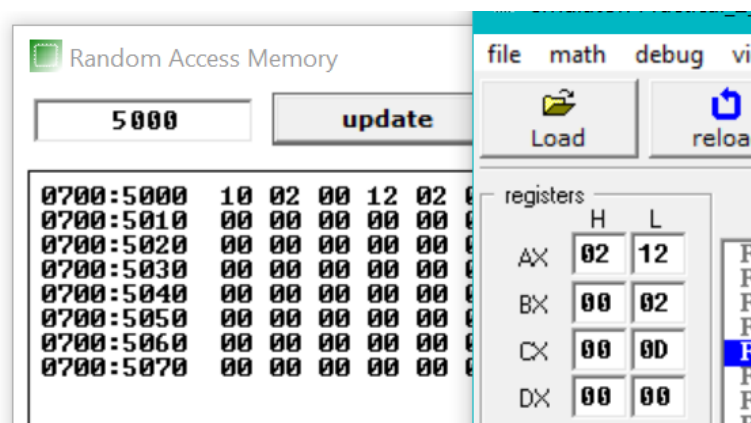 Random Access Memory
5000 update
0700:5000 10 02 00 12 02
0700:5010 00 00 00 00 00
0700:5020 00 00 00 00 00
0700:5030 00 00 00 00 00
0700:5040 00 00 00 00 00
0700:5050 00 00 00 00 00
0700:5060 00 00 00 00 00
0700:5070 00 00 00 00 00
file math debug vi
Load reloa
registers
H L
AX 02 12
BX 00 02
CX 00 0D
DX 00 00